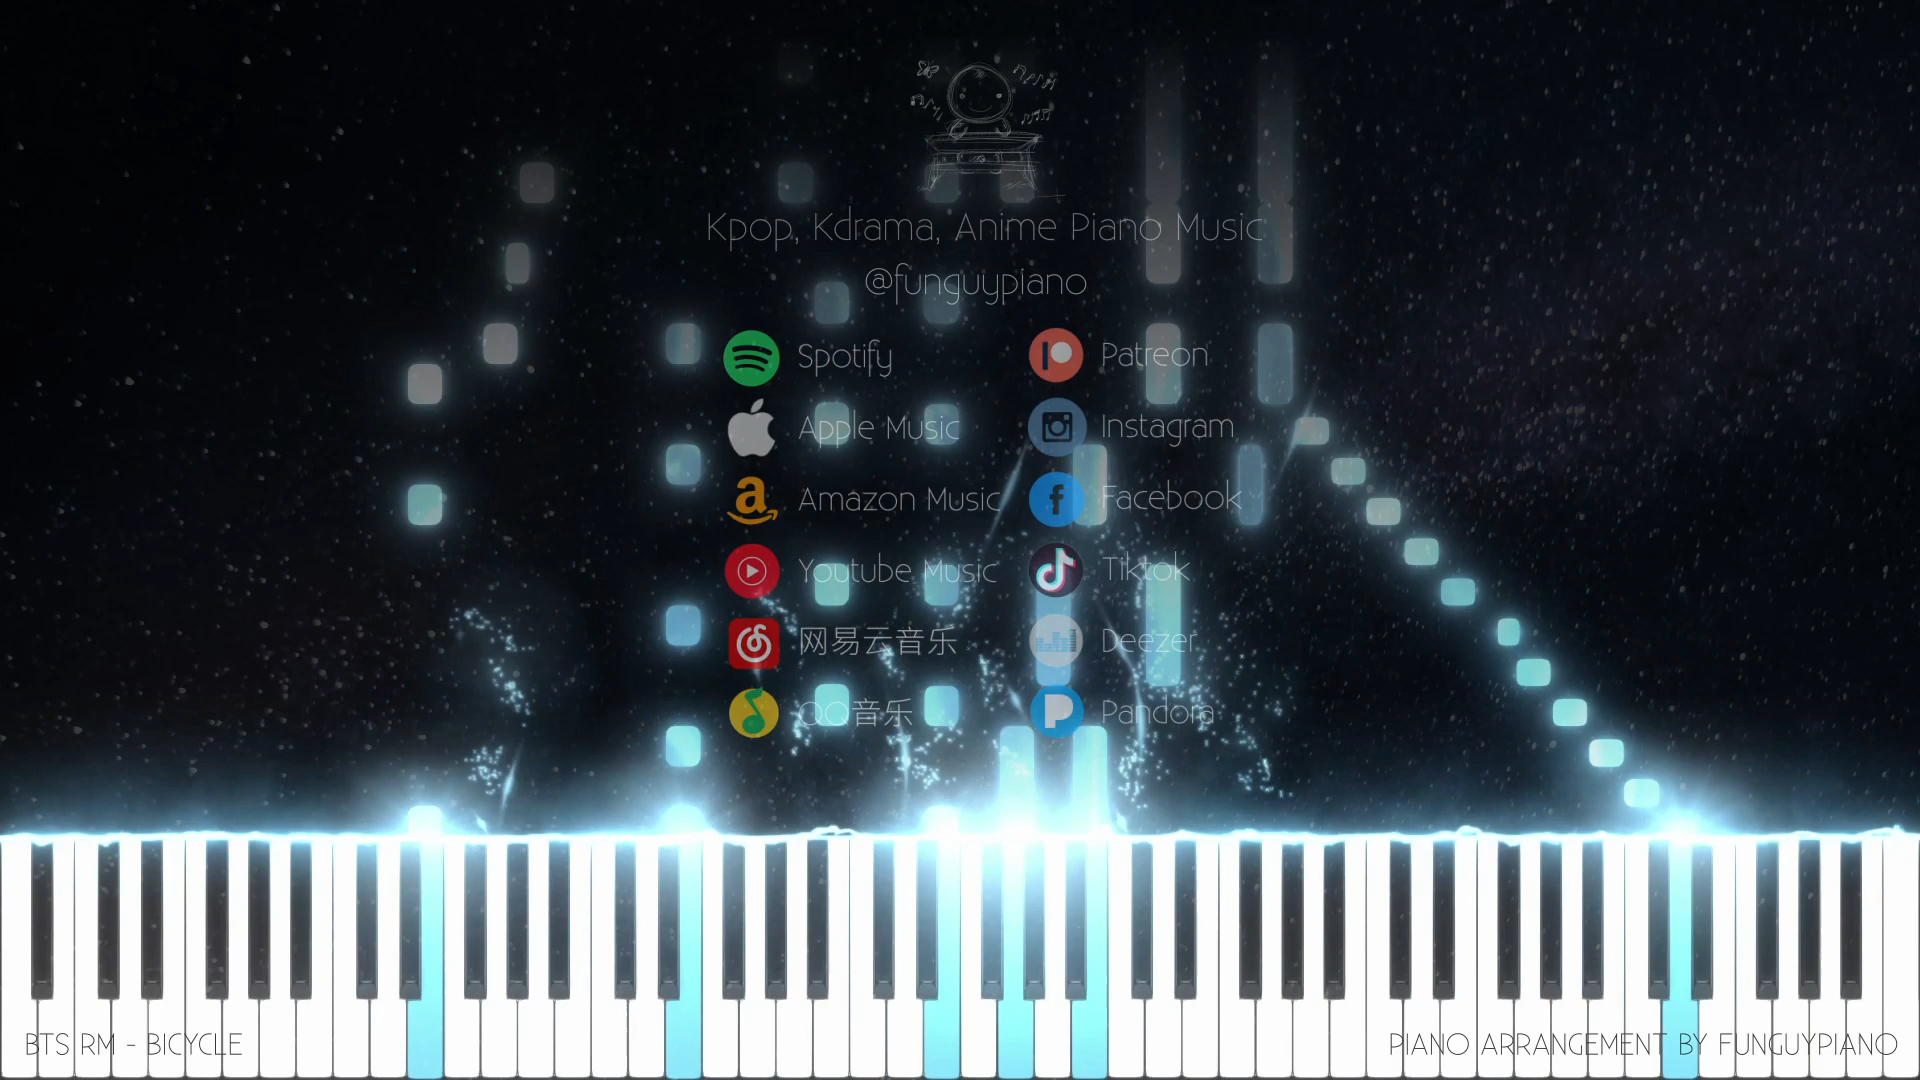 Kpop, Kdrama, Anime Piano Music
@funguypiano
Spotify
Patreon
Apple Music
Instagram
Amazon Music
Facebook
Youtube Music
Tiktok
网易云音乐
Deezer
QQ音乐
Pandora
BTS RM - BICYCLE
PIANO ARRANGEMENT BY FUNGUYPIANO